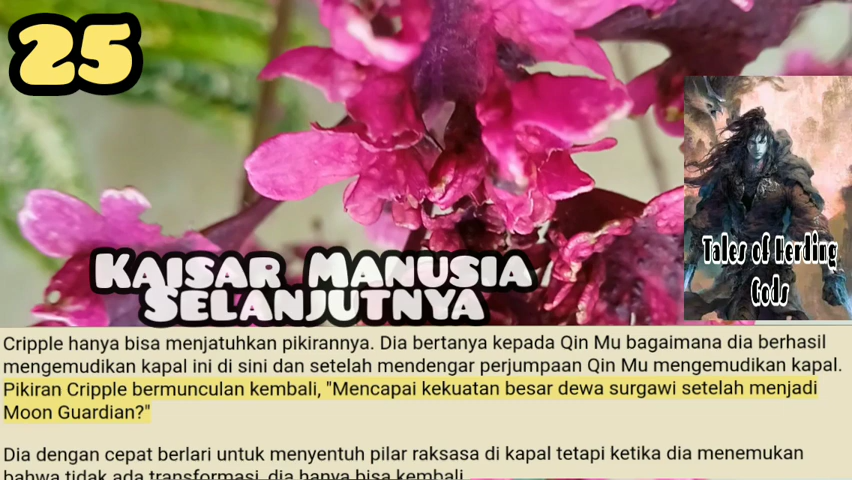 25
Tales of Herding
Gods
KAISAR MANUSIA
SELANJUTNYA
Cripple hanya bisa menjatuhkan pikirannya. Dia bertanya kepada Qin Mu bagaimana dia berhasil
mengemudikan kapal ini di sini dan setelah mendengar perjumpaan Qin Mu mengemudikan kapal.
Pikiran Cripple bermunculan kembali, "Mencapai kekuatan besar dewa surgawi setelah menjadi
Moon Guardian?"
Dia dengan cepat berlari untuk menyentuh pilar raksasa di kapal tetapi ketika dia menemukan
bahwa tidak ada transformasi, dia hanya bisa kembali.